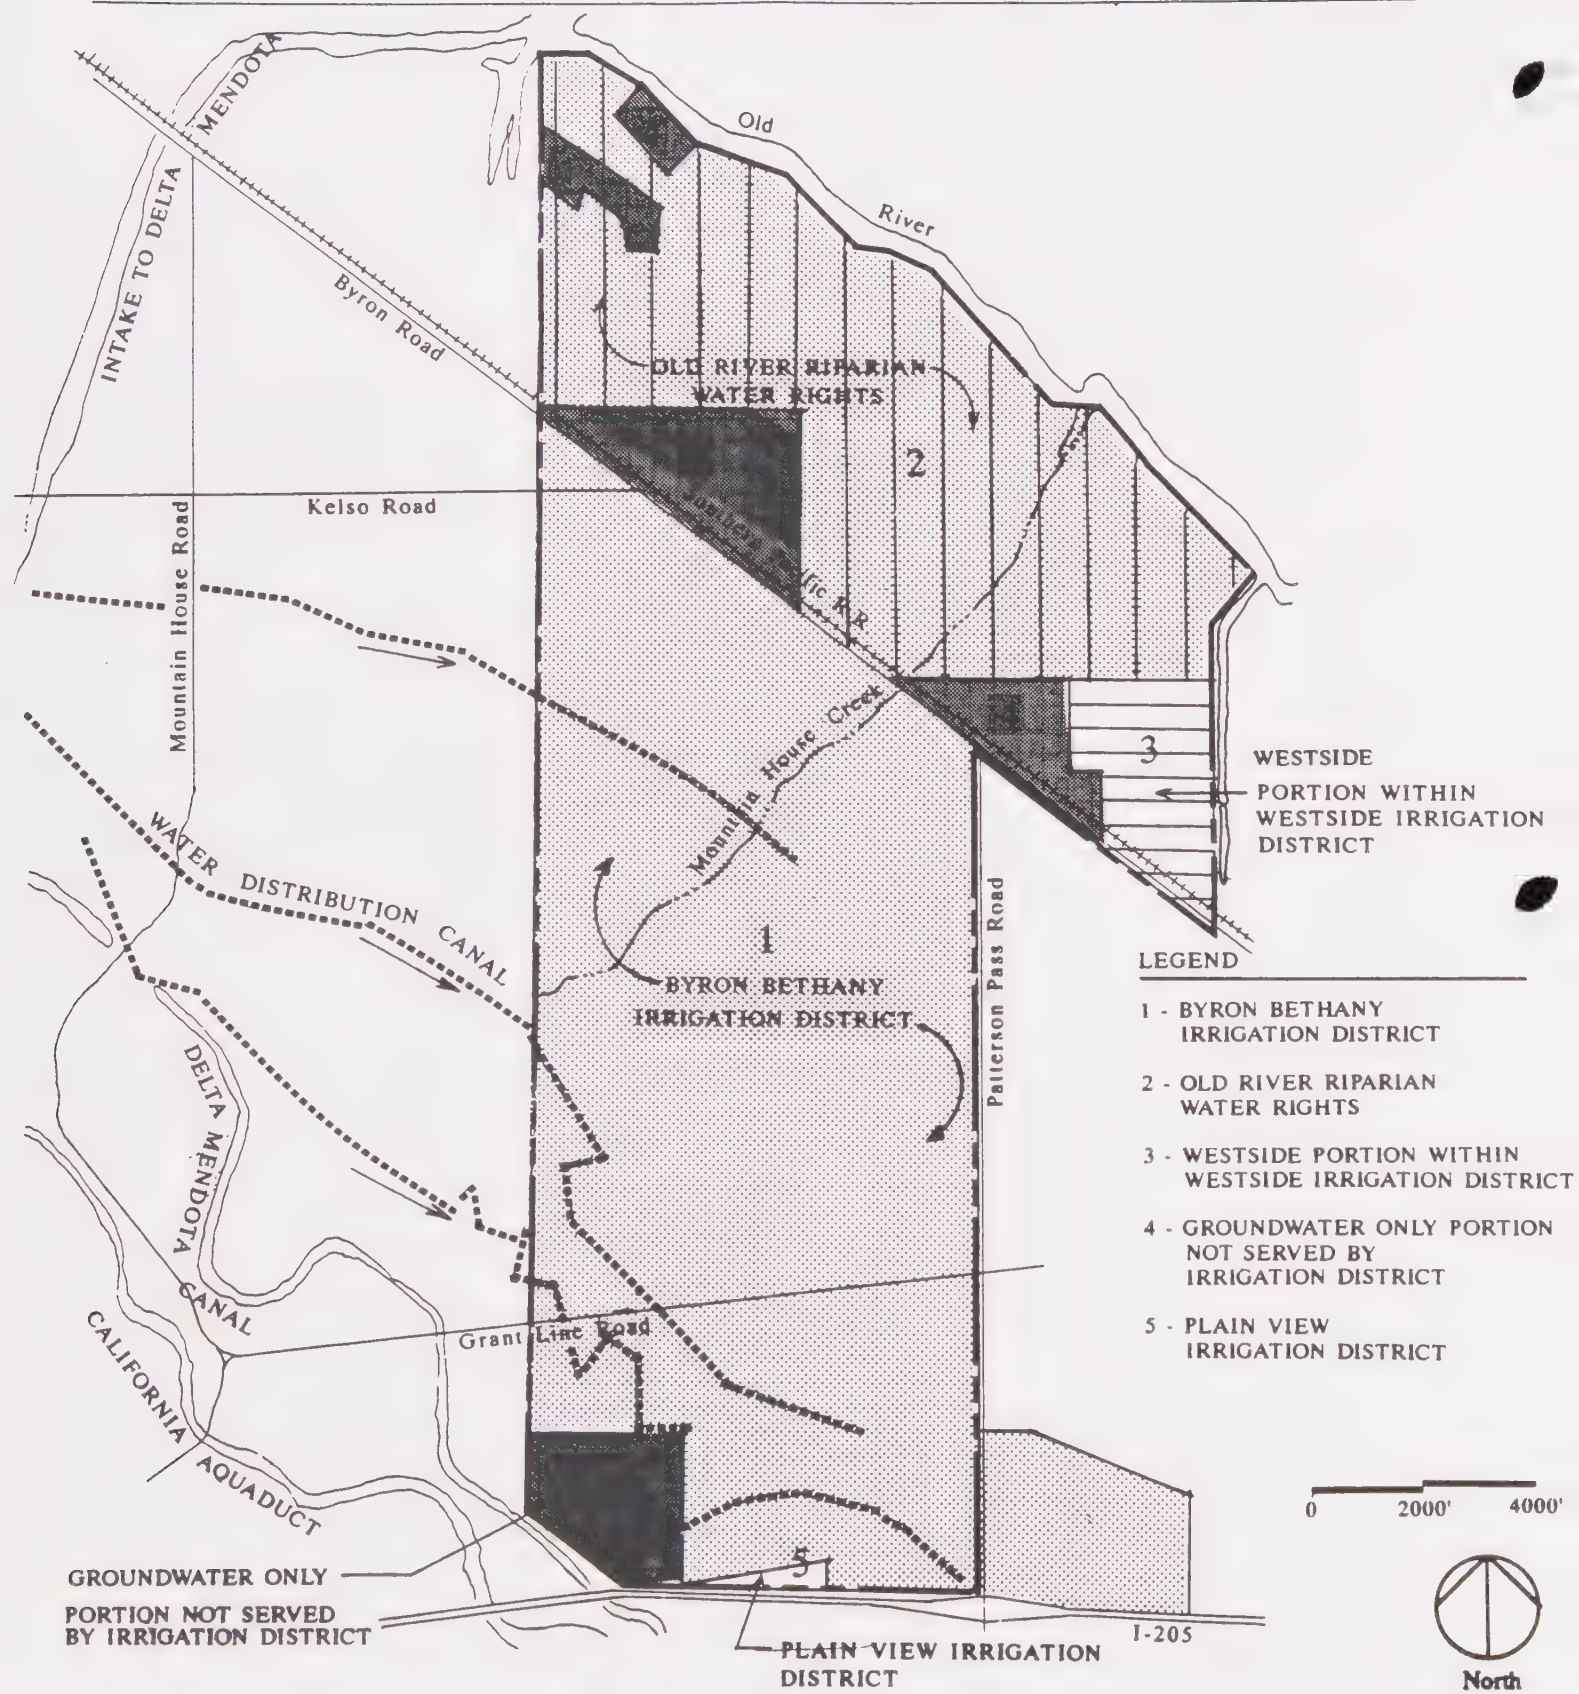 MENDOTA
INTAKE TO DELTA
Old
River
Byron Road
OLD RIVER RIPARIAN
WATER RIGHTS
2
Kelso Road
Mountain House Road
R.R
3
WESTSIDE
PORTION WITHIN
WESTSIDE IRRIGATION
DISTRICT
Mountain House Creek
WATER DISTRIBUTION CANAL
1
BYRON BETHANY
IRRIGATION DISTRICT
Patterson Pass Road
LEGEND
1 - BYRON BETHANY
IRRIGATION DISTRICT
2 - OLD RIVER RIPARIAN
WATER RIGHTS
3 - WESTSIDE PORTION WITHIN
WESTSIDE IRRIGATION DISTRICT
4 - GROUNDWATER ONLY PORTION
NOT SERVED BY
IRRIGATION DISTRICT
5 - PLAIN VIEW
IRRIGATION DISTRICT
DELTA MENDOTA
CANAL
CALIFORNIA
AQUADUCT
Grant Line Road
5
GROUNDWATER ONLY
PORTION NOT SERVED
BY IRRIGATION DISTRICT
PLAIN VIEW IRRIGATION
DISTRICT
I-205
0 2000' 4000'
North